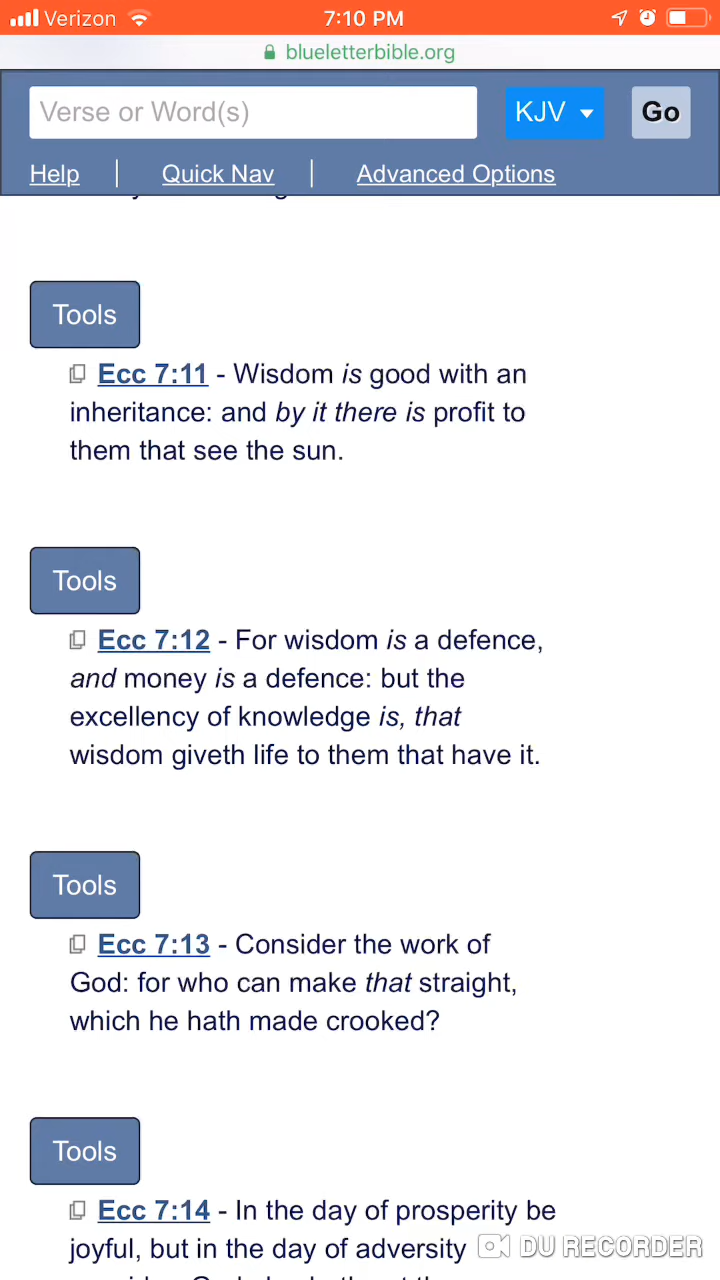 Verizon 7:10 PM
blueletterbible.org
Verse or Word(s) KJV Go
Help | Quick Nav | Advanced Options
Tools
Ecc 7:11 - Wisdom is good with an
inheritance: and by it there is profit to
them that see the sun.
Tools
Ecc 7:12 - For wisdom is a defence,
and money is a defence: but the
excellency of knowledge is, that
wisdom giveth life to them that have it.
Tools
Ecc 7:13 - Consider the work of
God: for who can make that straight,
which he hath made crooked?
Tools
Ecc 7:14 - In the day of prosperity be
joyful, but in the day of adversity
DU RECORDER